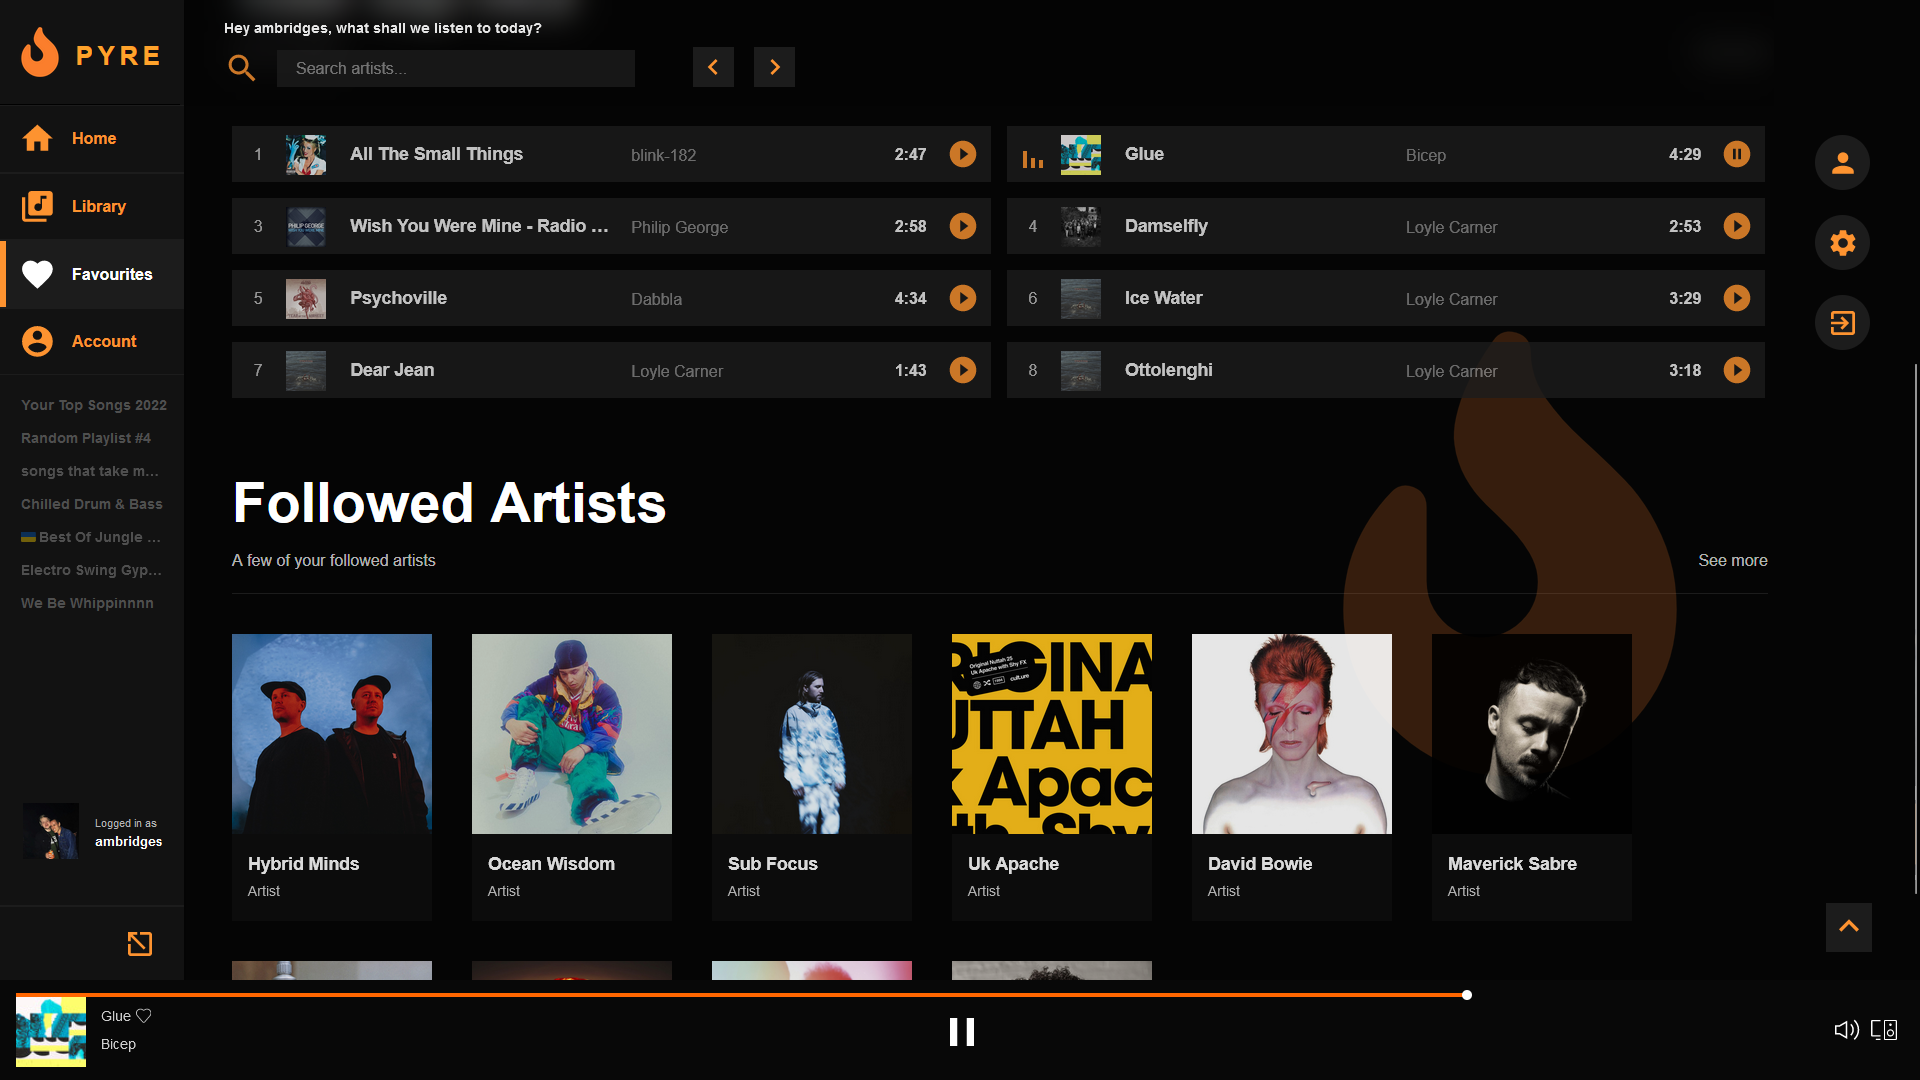 PYRE
Hey ambridges, what shall we listen to today?
Search artists...
Home
Library
Favourites
Account
Your Top Songs 2022
Random Playlist #4
songs that take m...
Chilled Drum & Bass
🇺🇦 Best Of Jungle ...
Electro Swing Gyp...
We Be Whippinnnn
Logged in as
ambridges
1 All The Small Things blink-182 2:47
Glue Bicep 4:29
3 Wish You Were Mine - Radio ... Philip George 2:58
4 Damselfly Loyle Carner 2:53
5 Psychoville Dabbla 4:34
6 Ice Water Loyle Carner 3:29
7 Dear Jean Loyle Carner 1:43
8 Ottolenghi Loyle Carner 3:18
Followed Artists
A few of your followed artists
See more
Original Nuttah 25
Uk Apache with Shy FX
culture
RIGINA
UTTAH
k Apac
th Shy
Hybrid Minds
Artist
Ocean Wisdom
Artist
Sub Focus
Artist
Uk Apache
Artist
David Bowie
Artist
Maverick Sabre
Artist
Glue
Bicep